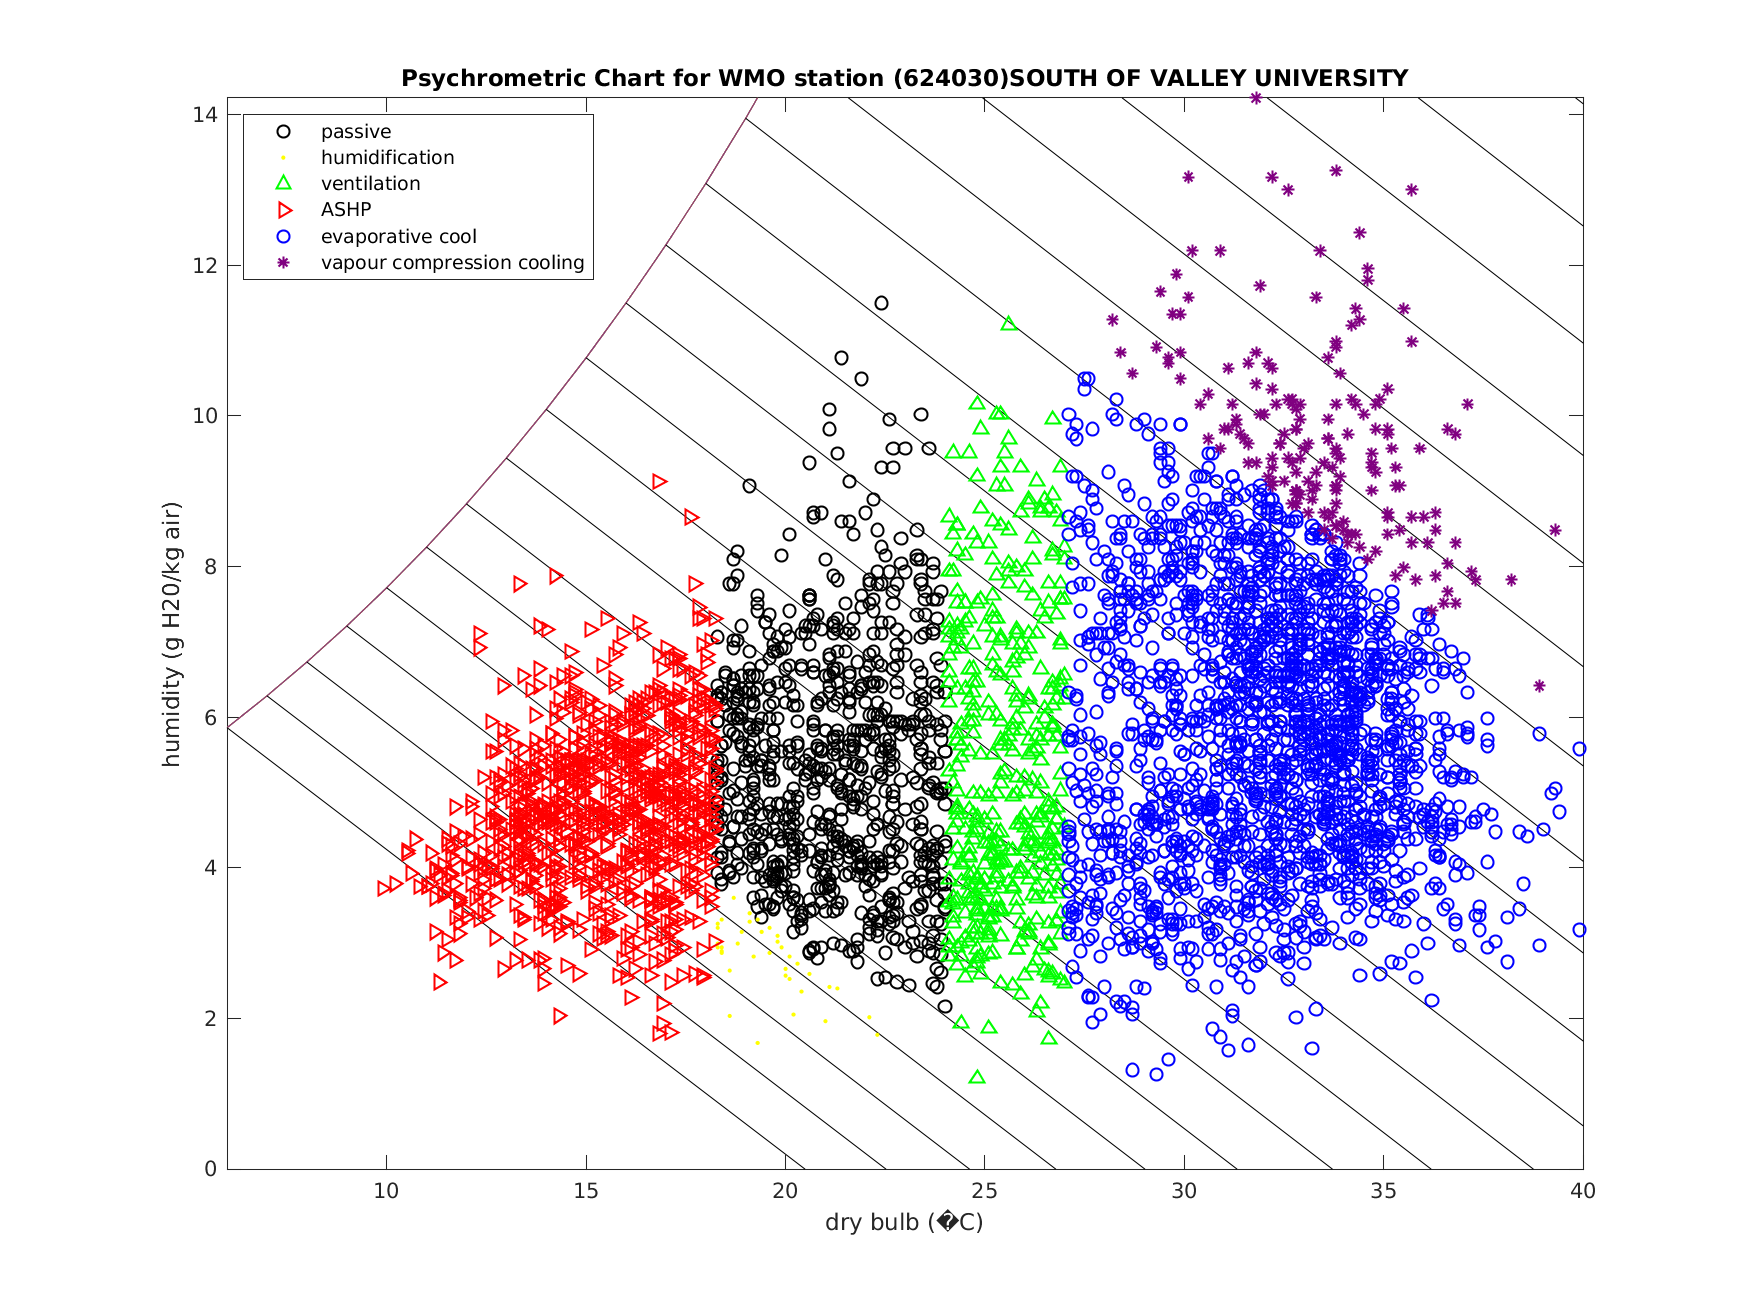 Psychrometric Chart for WMO station (624030)SOUTH OF VALLEY UNIVERSITY
14
12
10
8
6
4
2
0
humidity (g H20/kg air)
passive
humidification
ventilation
ASHP
evaporative cool
vapour compression cooling
10 15 20 25 30 35 40
dry bulb (�C)